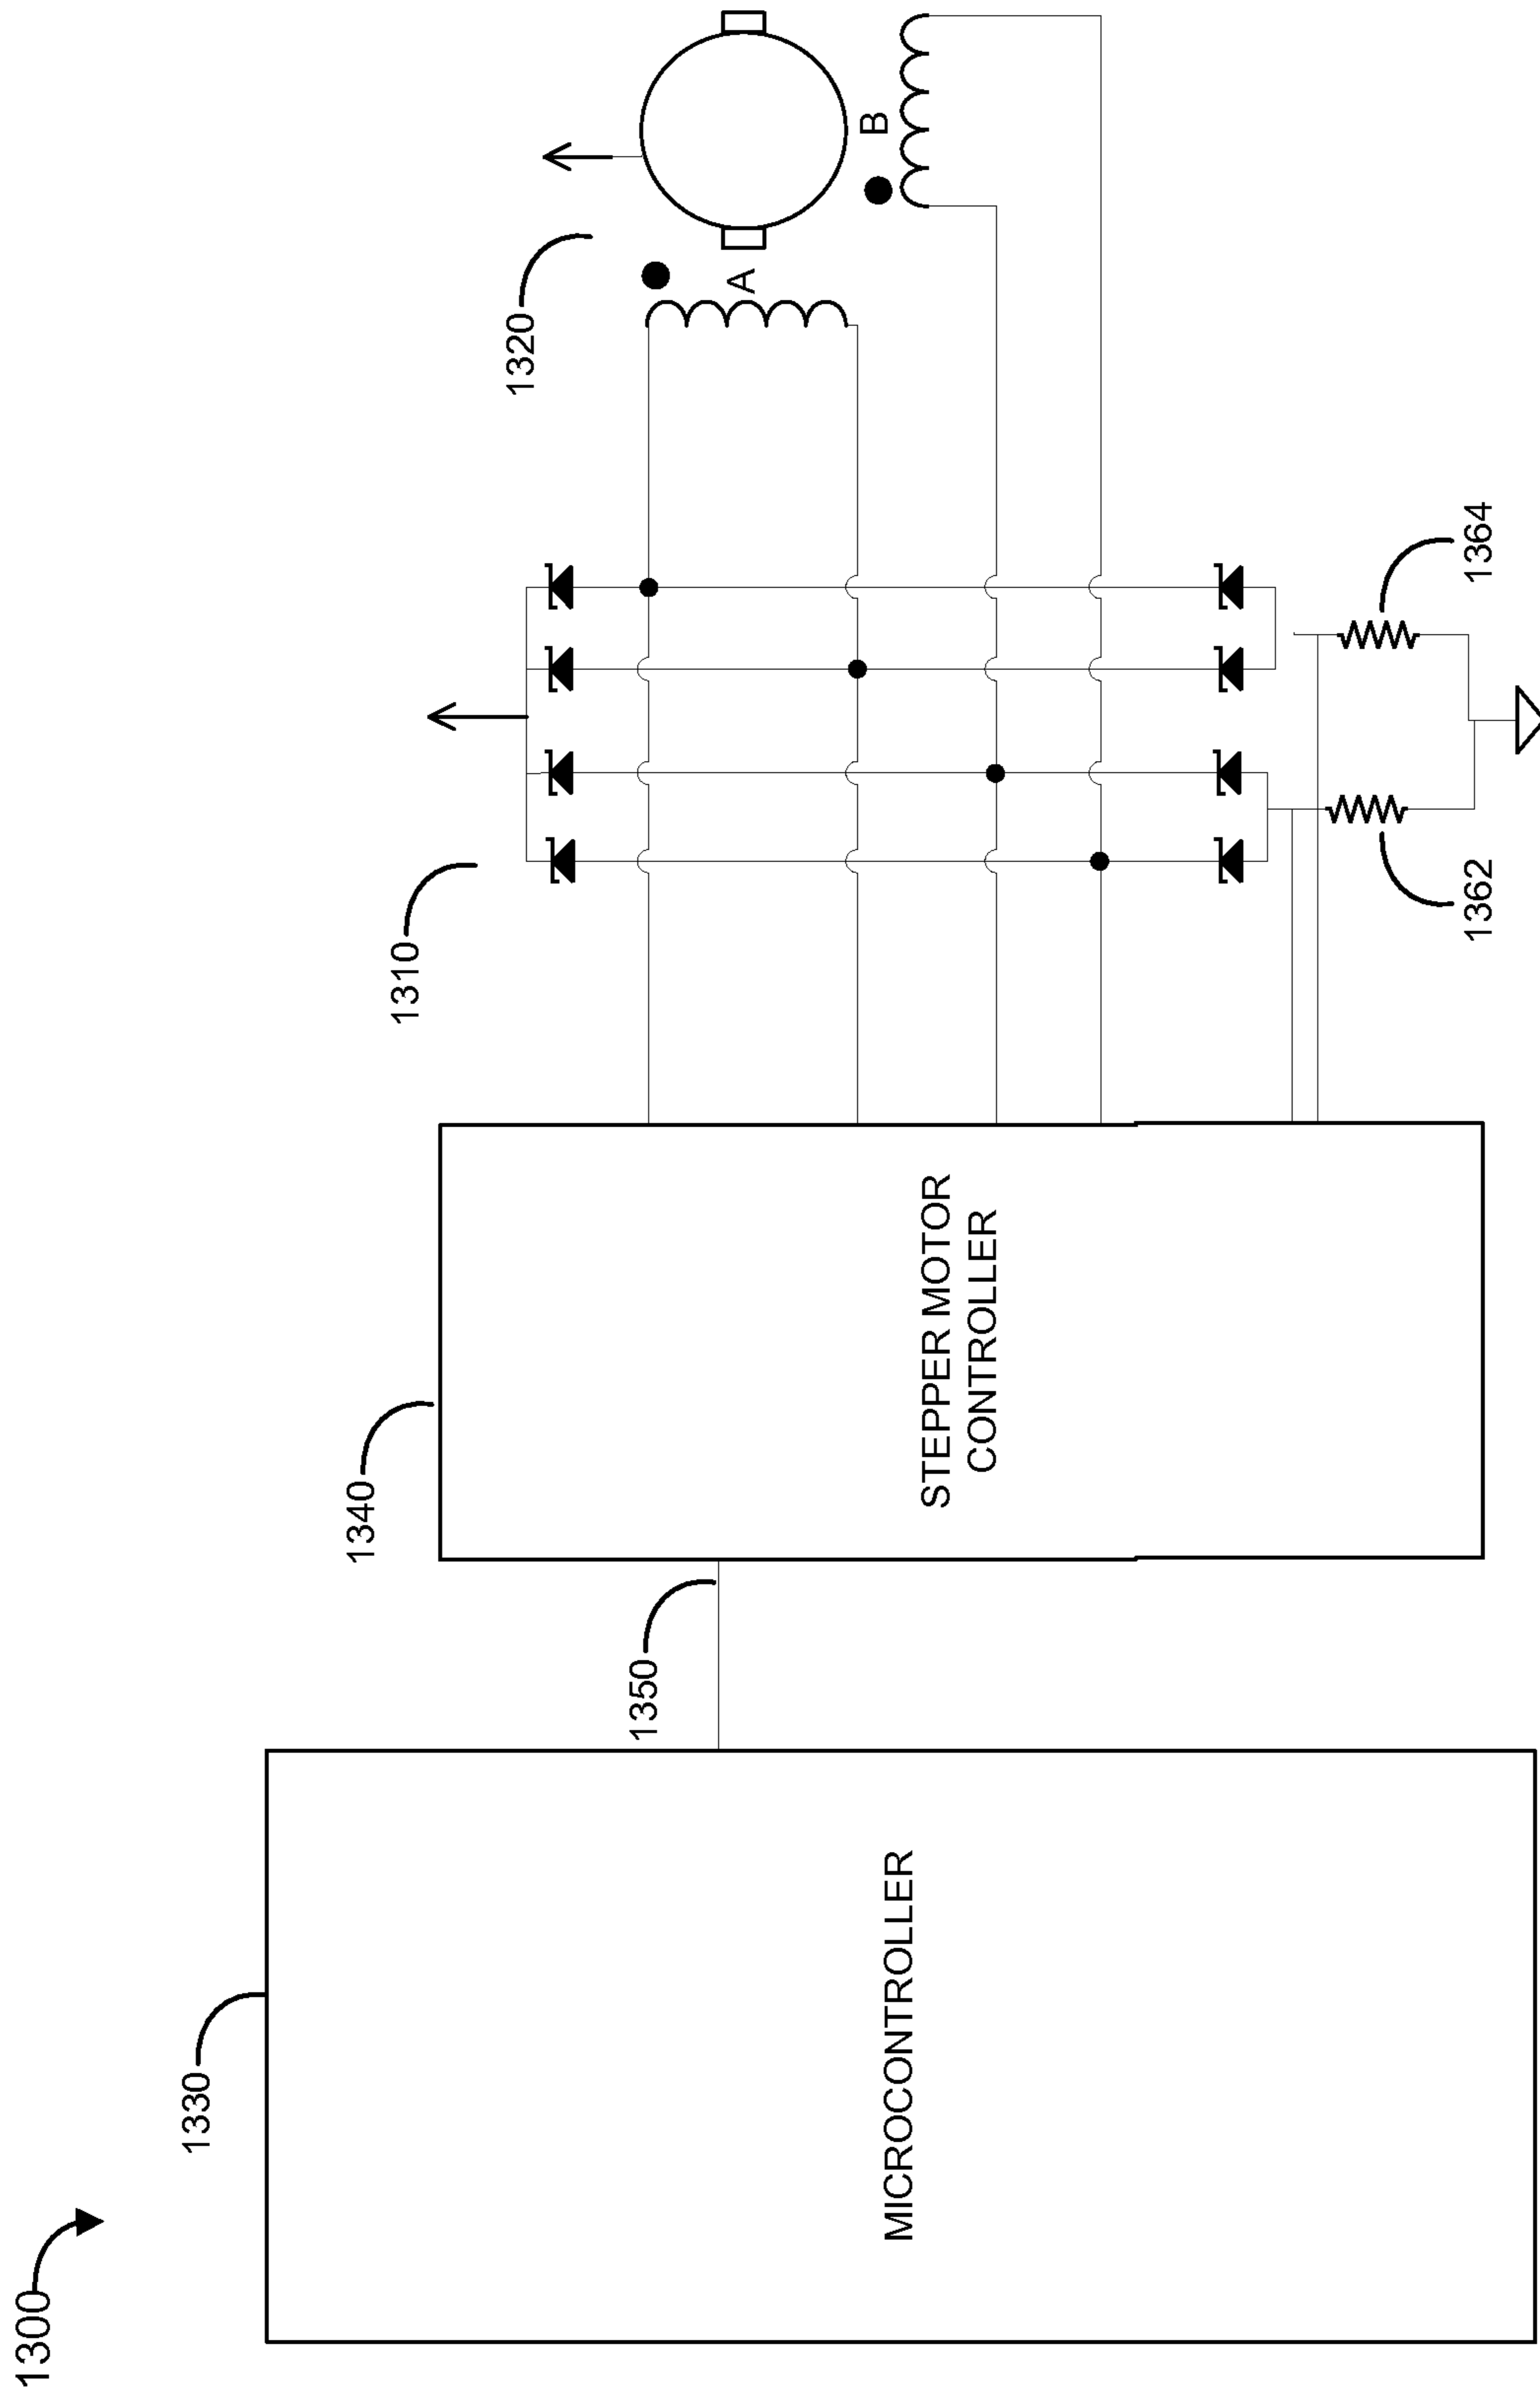 1300
1330
MICROCONTROLLER
1350
1340
STEPPER MOTOR
CONTROLLER
1310
1320
A
B
1362
1364